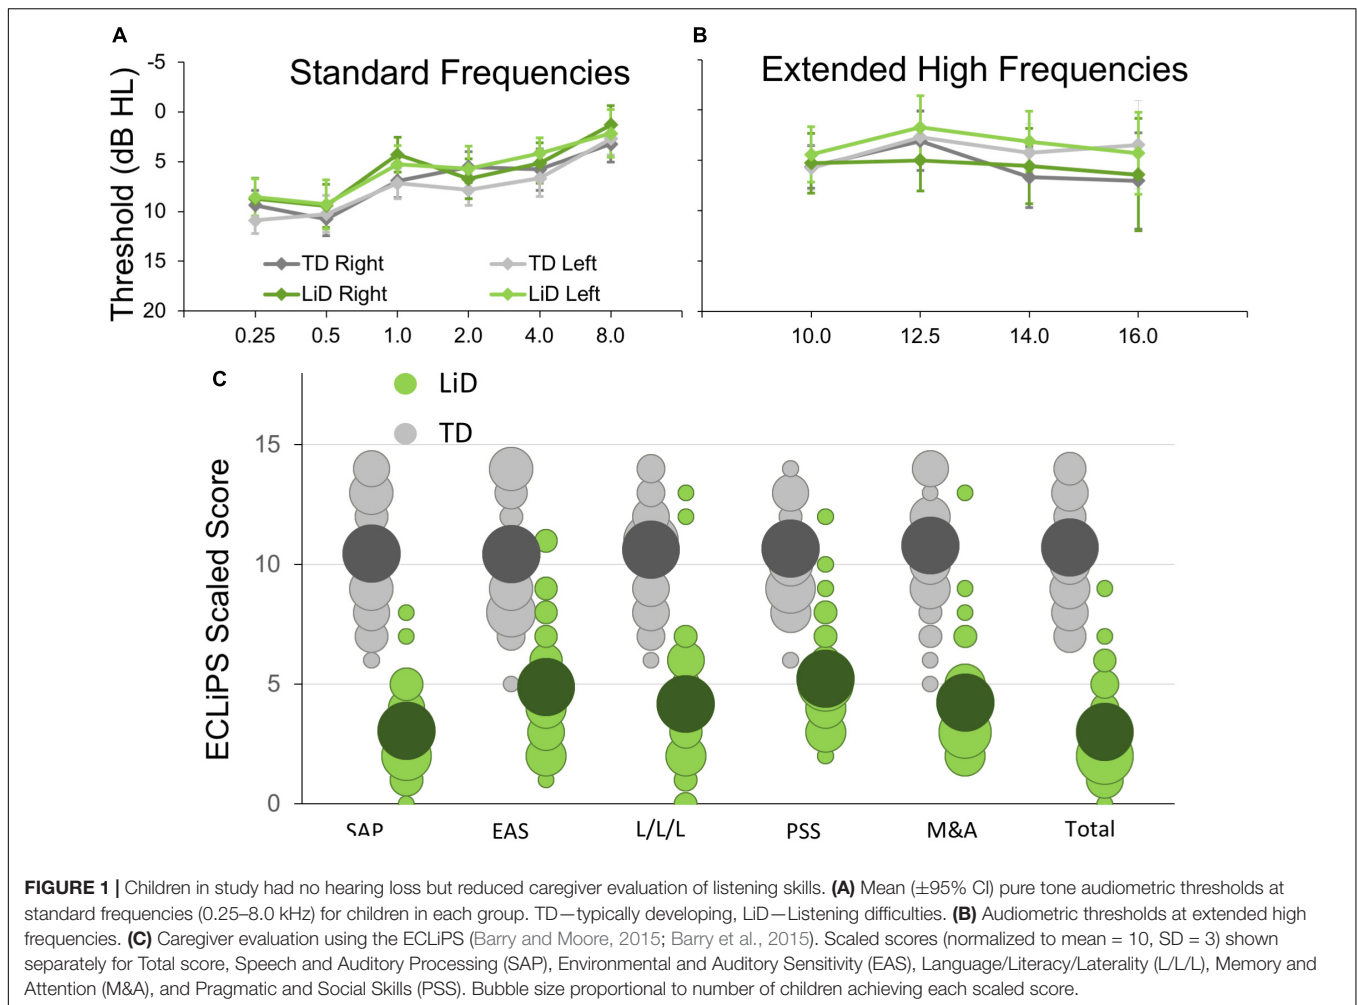 A
B
Standard Frequencies
Extended High Frequencies
Threshold (dB HL)
-5
0
5
10
15
20
TD Right
TD Left
LiD Right
LiD Left
0.25 0.5 1.0 2.0 4.0 8.0
10.0 12.5 14.0 16.0
C
LiD
TD
ECLiPS Scaled Score
15
10
5
0
SAP EAS L/L/L PSS M&A Total
FIGURE 1 | Children in study had no hearing loss but reduced caregiver evaluation of listening skills. (A) Mean (±95% CI) pure tone audiometric thresholds at
standard frequencies (0.25–8.0 kHz) for children in each group. TD—typically developing, LiD—Listening difficulties. (B) Audiometric thresholds at extended high
frequencies. (C) Caregiver evaluation using the ECLiPS (Barry and Moore, 2015; Barry et al., 2015). Scaled scores (normalized to mean = 10, SD = 3) shown
separately for Total score, Speech and Auditory Processing (SAP), Environmental and Auditory Sensitivity (EAS), Language/Literacy/Laterality (L/L/L), Memory and
Attention (M&A), and Pragmatic and Social Skills (PSS). Bubble size proportional to number of children achieving each scaled score.